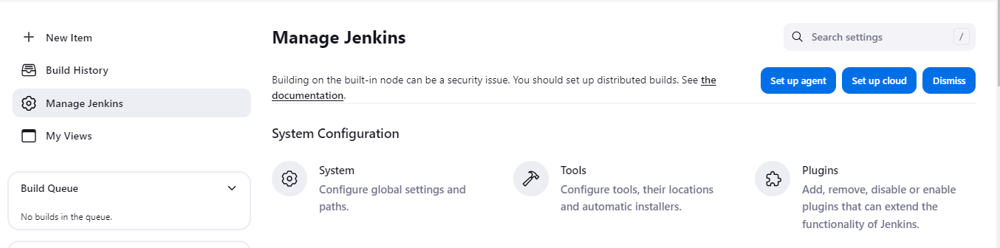 New Item
Build History
Manage Jenkins
My Views
Build Queue
No builds in the queue.
Manage Jenkins
Search settings
/
Building on the built-in node can be a security issue. You should set up distributed builds. See the
documentation.
Set up agent
Set up cloud
Dismiss
System Configuration
System
Configure global settings and
paths.
Tools
Configure tools, their locations
and automatic installers.
Plugins
Add, remove, disable or enable
plugins that can extend the
functionality of Jenkins.